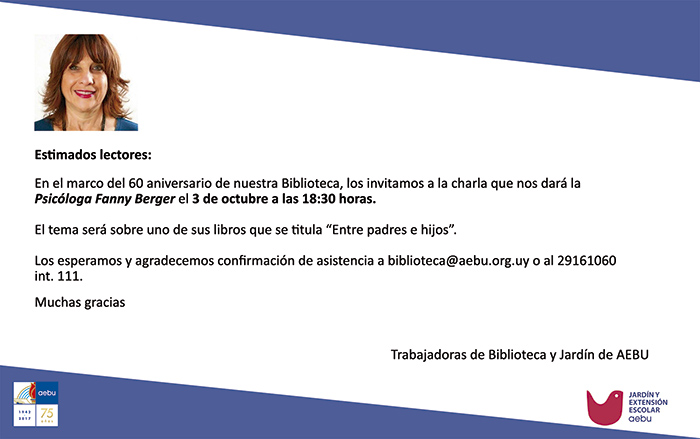 Estimados lectores:
En el marco del 60 aniversario de nuestra Biblioteca, los invitamos a la charla que nos dará la
Psicóloga Fanny Berger el 3 de octubre a las 18:30 horas.
El tema será sobre uno de sus libros que se titula “Entre padres e hijos”.
Los esperamos y agradecemos confirmación de asistencia a biblioteca@aebu.org.uy o al 29161060
int. 111.
Muchas gracias
Trabajadoras de Biblioteca y Jardín de AEBU
aebu
1942
2017
75
JARDÍN Y
EXTENSIÓN
ESCOLAR
aebu